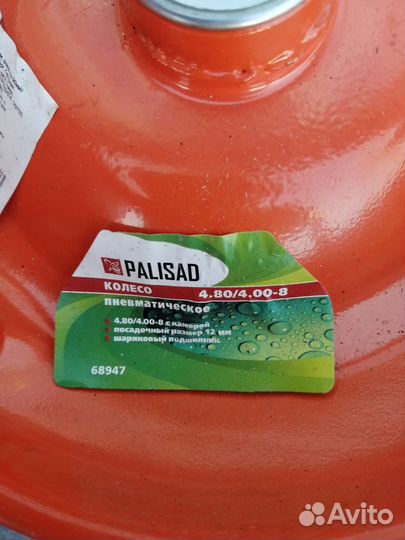 PALISAD
КОЛЕСО 4.80/4.00-8
пневматическое
4.80/4.00-8 с камерой
посадочный размер 12 мм
шариковый подшипник
68947
Avito